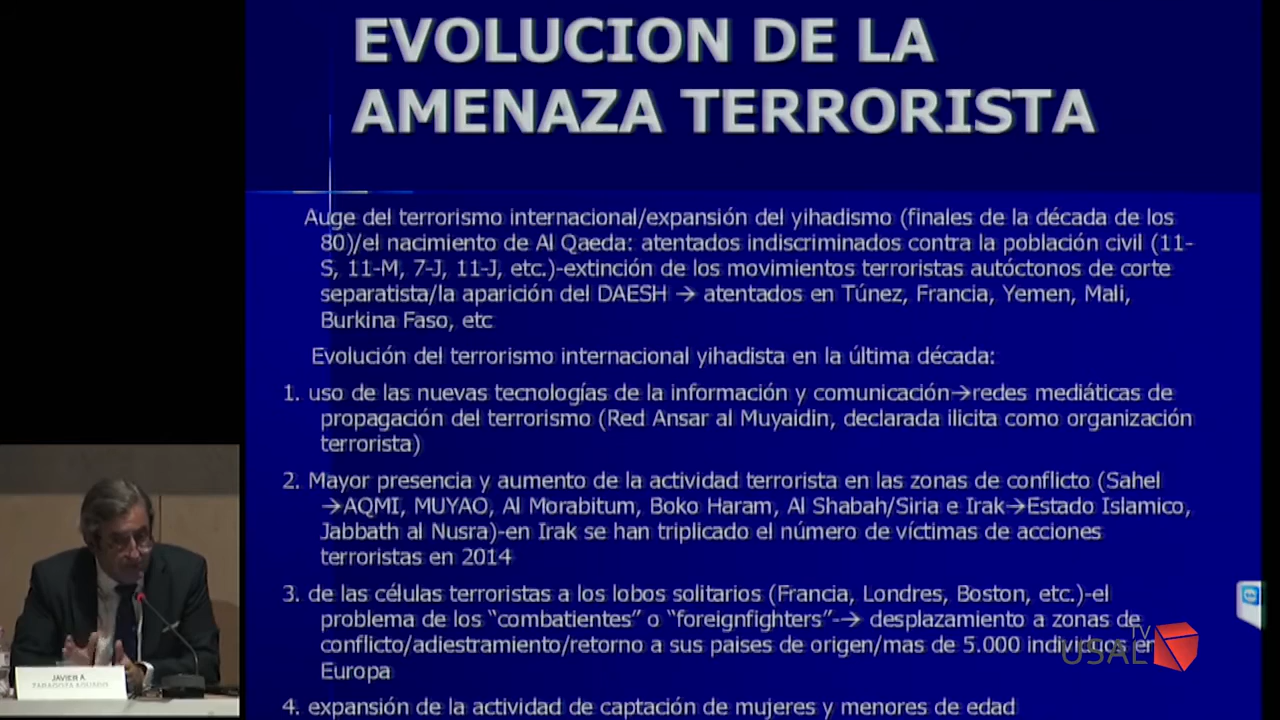 EVOLUCION DE LA
AMENAZA TERRORISTA
Auge del terrorismo internacional/expansión del yihadismo (finales de la década de los
80)/el nacimiento de Al Qaeda: atentados indiscriminados contra la población civil (11-
S, 11-M, 7-J, 11-J, etc.)-extinción de los movimientos terroristas autóctonos de corte
separatista/la aparición del DAESH → atentados en Túnez, Francia, Yemen, Mali,
Burkina Faso, etc
Evolución del terrorismo internacional yihadista en la última década:
1. uso de las nuevas tecnologías de la información y comunicación→redes mediáticas de
propagación del terrorismo (Red Ansar al Muyaidin, declarada ilicita como organización
terrorista)
2. Mayor presencia y aumento de la actividad terrorista en las zonas de conflicto (Sahel
→AQMI, MUYAO, Al Morabitum, Boko Haram, Al Shabah/Siria e Irak→Estado Islamico,
Jabbath al Nusra)-en Irak se han triplicado el número de víctimas de acciones
terroristas en 2014
3. de las células terroristas a los lobos solitarios (Francia, Londres, Boston, etc.)-el
problema de los “combatientes” o “foreignfighters”-→ desplazamiento a zonas de
conflicto/adiestramiento/retorno a sus paises de origen/mas de 5.000 individuos en
Europa
4. expansión de la actividad de captación de mujeres y menores de edad
JAVIER A.
ZARAGOZA AGUADO
USAL TV